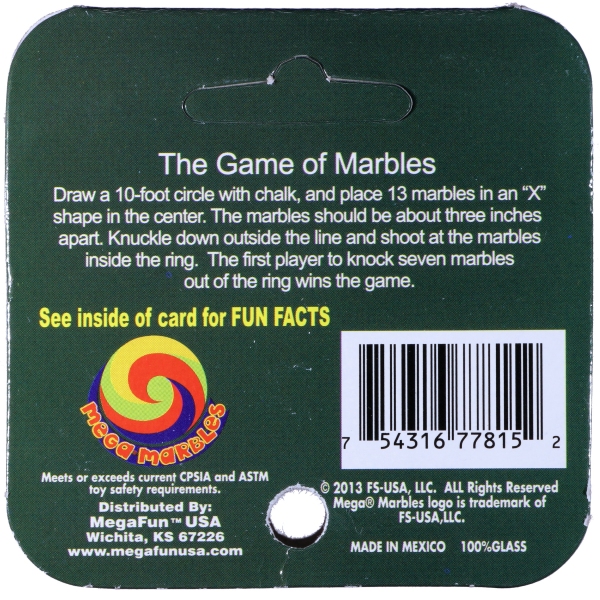 The Game of Marbles
Draw a 10-foot circle with chalk, and place 13 marbles in an “X”
shape in the center. The marbles should be about three inches
apart. Knuckle down outside the line and shoot at the marbles
inside the ring. The first player to knock seven marbles
out of the ring wins the game.
See inside of card for FUN FACTS
MEGA MARBLES
Meets or exceeds current CPSIA and ASTM
toy safety requirements.
Distributed By:
MegaFun™ USA
Wichita, KS 67226
www.megafunusa.com
7 54316 77815 2
© 2013 FS-USA, LLC. ALL Rights Reserved
Mega® Marbles logo is trademark of
FS-USA,LLC.
MADE IN MEXICO 100%GLASS